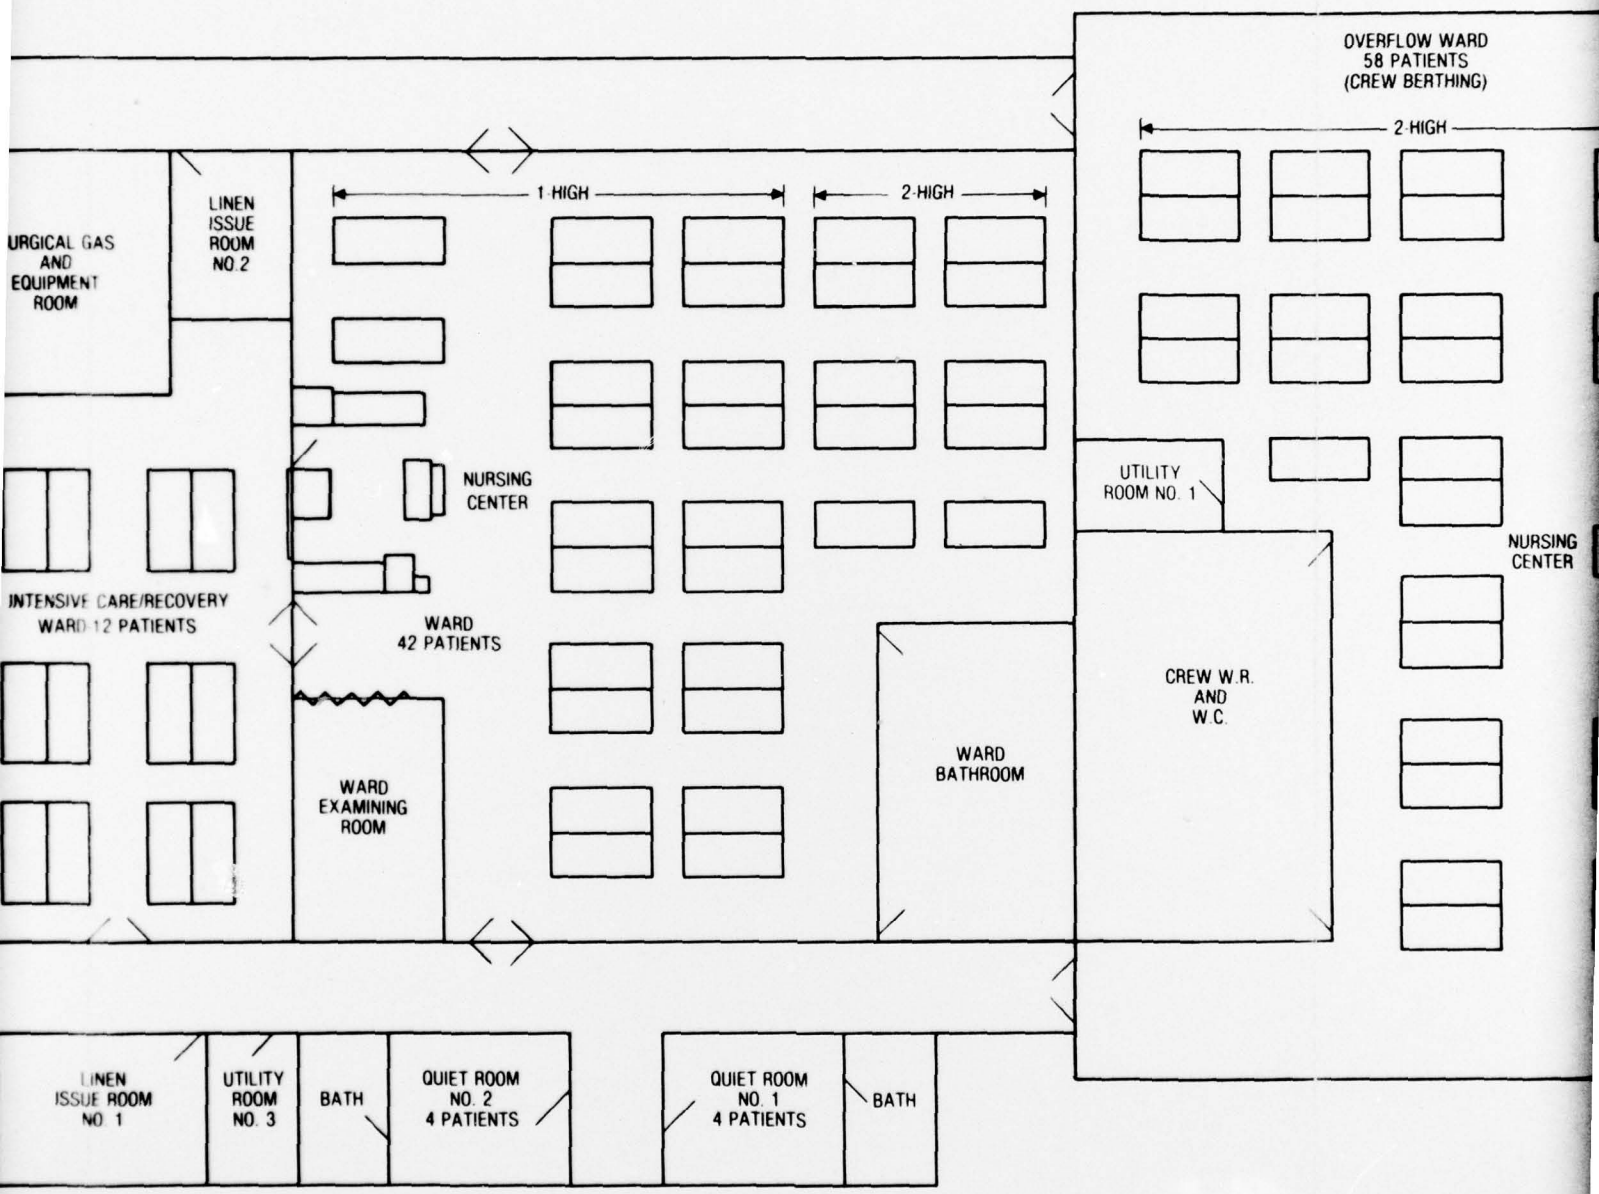 OVERFLOW WARD
58 PATIENTS
(CREW BERTHING)
2-HIGH
1-HIGH
2-HIGH
LINEN
ISSUE
ROOM
NO.2
URGICAL GAS
AND
EQUIPMENT
ROOM
NURSING
CENTER
UTILITY
ROOM NO. 1
NURSING
CENTER
INTENSIVE CARE/RECOVERY
WARD 12 PATIENTS
WARD
42 PATIENTS
CREW W.R.
AND
W.C.
WARD
BATHROOM
WARD
EXAMINING
ROOM
LINEN
ISSUE ROOM
NO. 1
UTILITY
ROOM
NO. 3
BATH
QUIET ROOM
NO. 2
4 PATIENTS
QUIET ROOM
NO. 1
4 PATIENTS
BATH